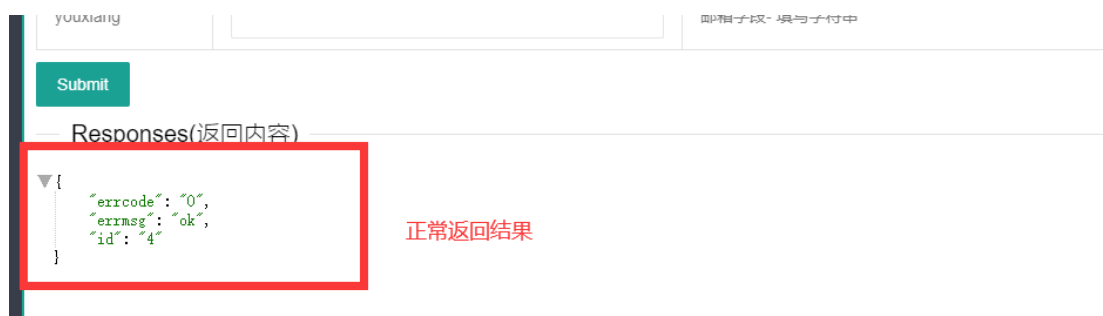 youxiang 邮箱字段- 填写字符串
Submit
Responses(返回内容)
{
"errcode": "0",
"errmsg": "ok",
"id": "4"
}
正常返回结果